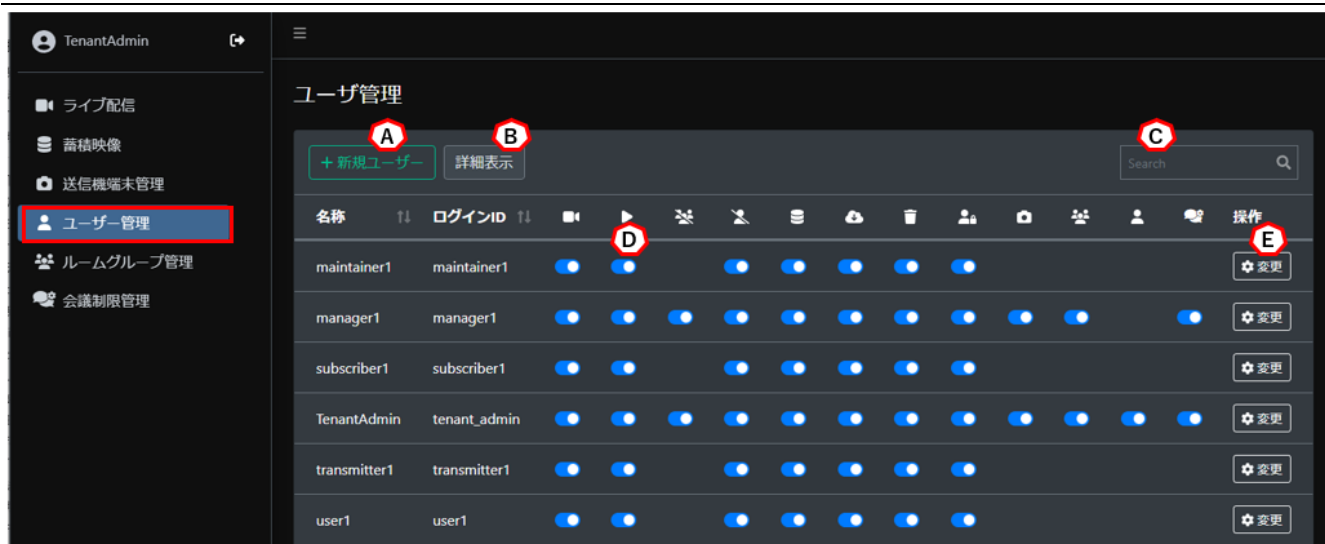 TenantAdmin
ライブ配信
蓄積映像
送信機端末管理
ユーザー管理
ルームグループ管理
会議制限管理
ユーザ管理
A
B
C
+新規ユーザー 詳細表示 Search
名称 ログインID 操作
D
E
maintainer1 maintainer1 変更
manager1 manager1 変更
subscriber1 subscriber1 変更
TenantAdmin tenant_admin 変更
transmitter1 transmitter1 変更
user1 user1 変更